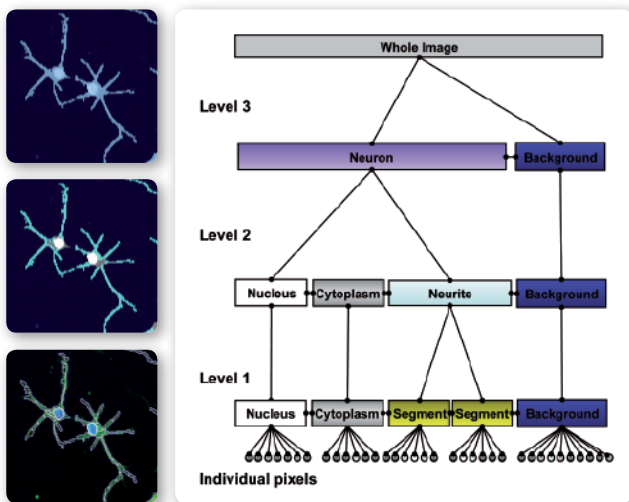 Whole Image
Level 3
Neuron Background
Level 2
Nucleus Cytoplasm Neurite Background
Level 1
Nucleus Cytoplasm Segment Segment Background
Individual pixels